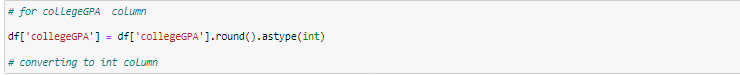 # for collegeGPA  column
df['collegeGPA'] = df['collegeGPA'].round().astype(int)
# converting to int column